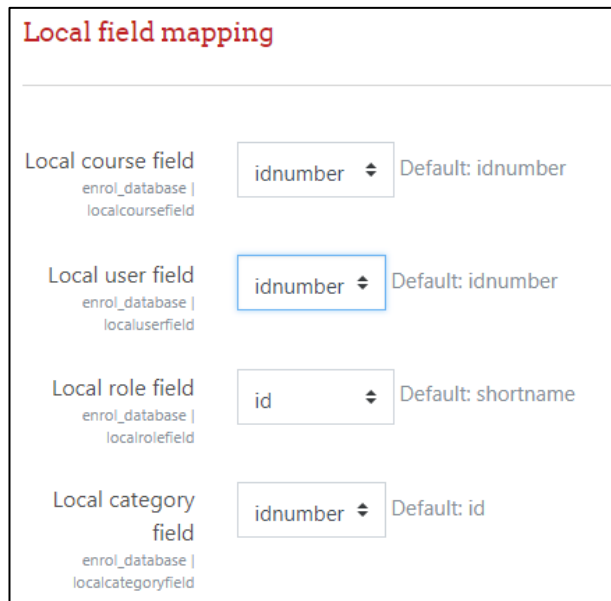 Local field mapping
Local course field
idnumber
Default: idnumber
enrol_database |
localcoursefield
Local user field
idnumber
Default: idnumber
enrol_database |
localuserfield
Local role field
id
Default: shortname
enrol_database |
localrolefield
Local category
field
idnumber
Default: id
enrol_database |
localcategoryfield